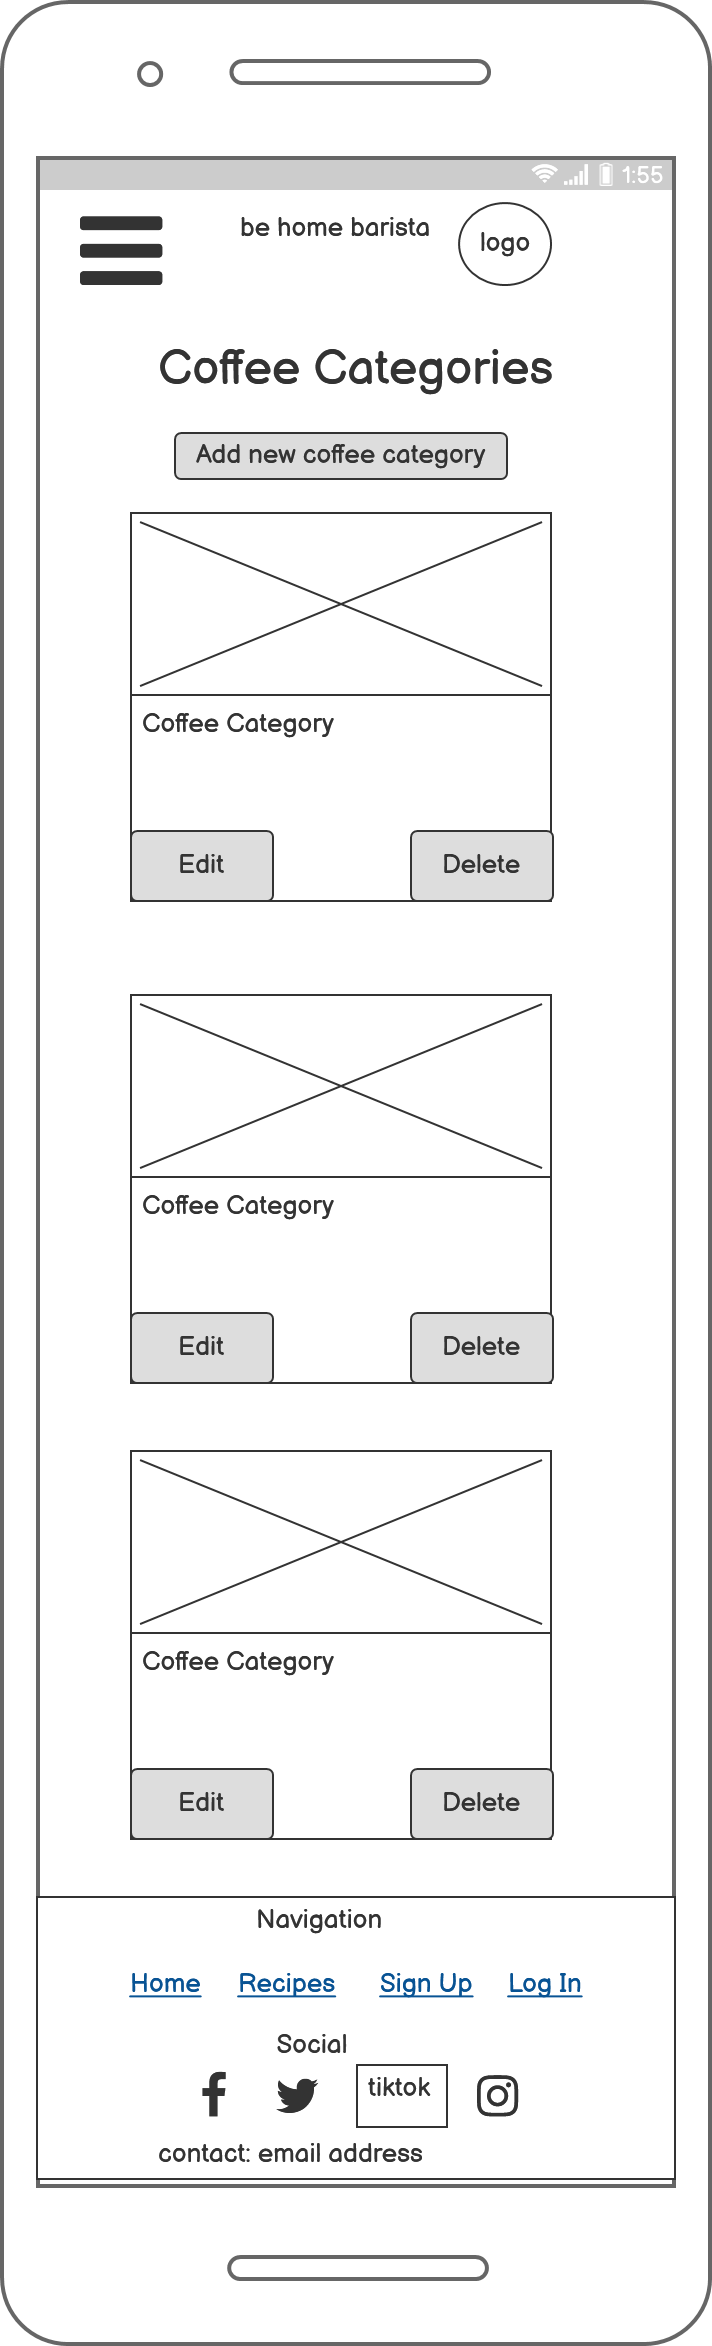 1:55
be home barista
logo
Coffee Categories
Add new coffee category
Coffee Category
Edit Delete
Coffee Category
Edit Delete
Coffee Category
Edit Delete
Navigation
Home Recipes Sign Up Log In
Social
tiktok
contact: email address